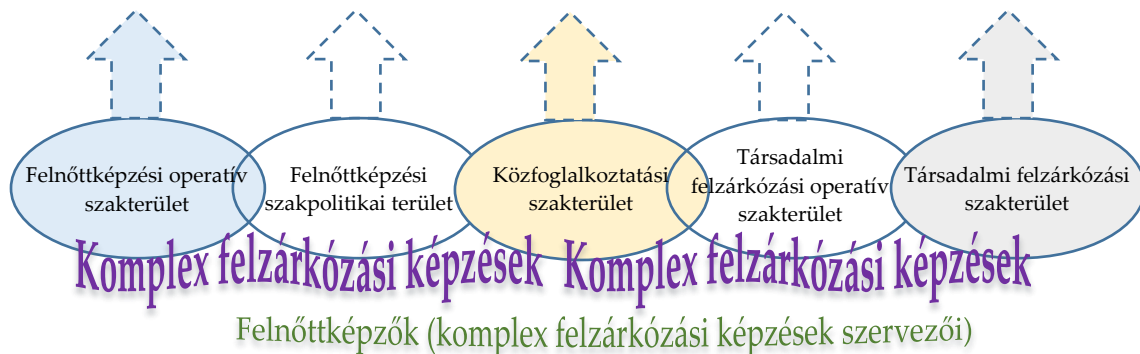 Felnőttképzési operatív
szakterület
Felnőttképzési
szakpolitikai terület
Közfoglalkoztatási
szakterület
Társadalmi
felzárkózási operatív
szakterület
Társadalmi felzárkózási
szakterület
Komplex felzárkózási képzések Komplex felzárkózási képzések
Felnőttképzők (komplex felzárkózási képzések szervezői)